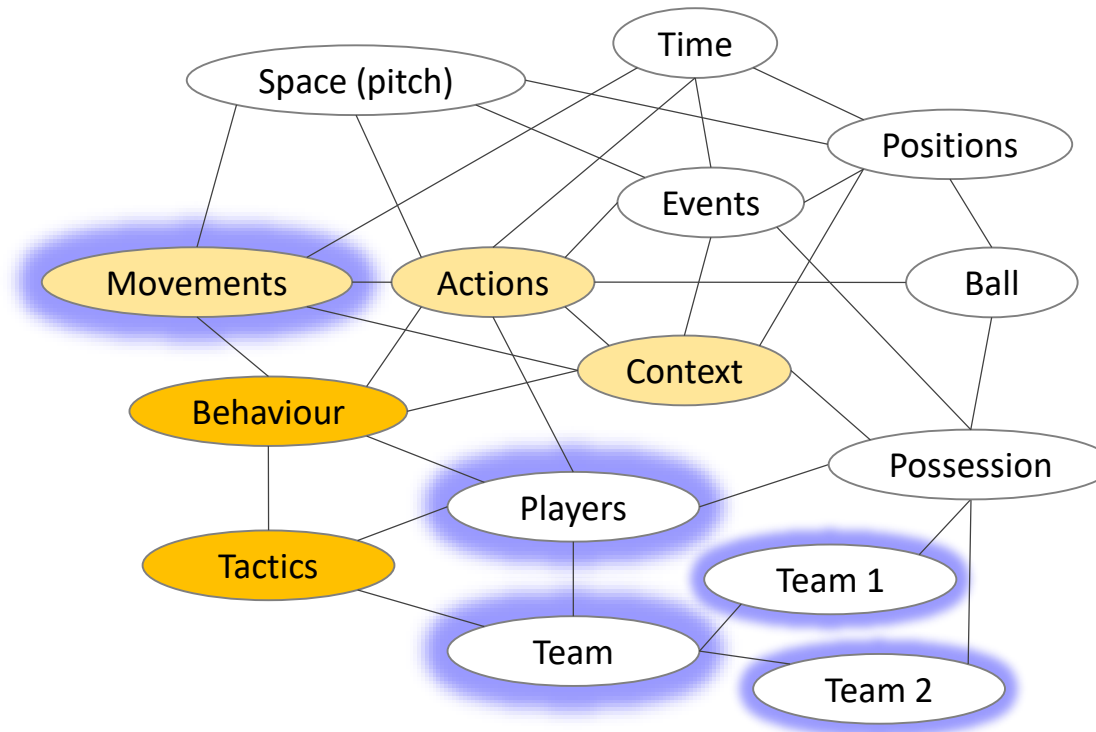 Time
Space (pitch)
Positions
Events
Movements
Actions
Ball
Context
Behaviour
Possession
Players
Tactics
Team 1
Team
Team 2